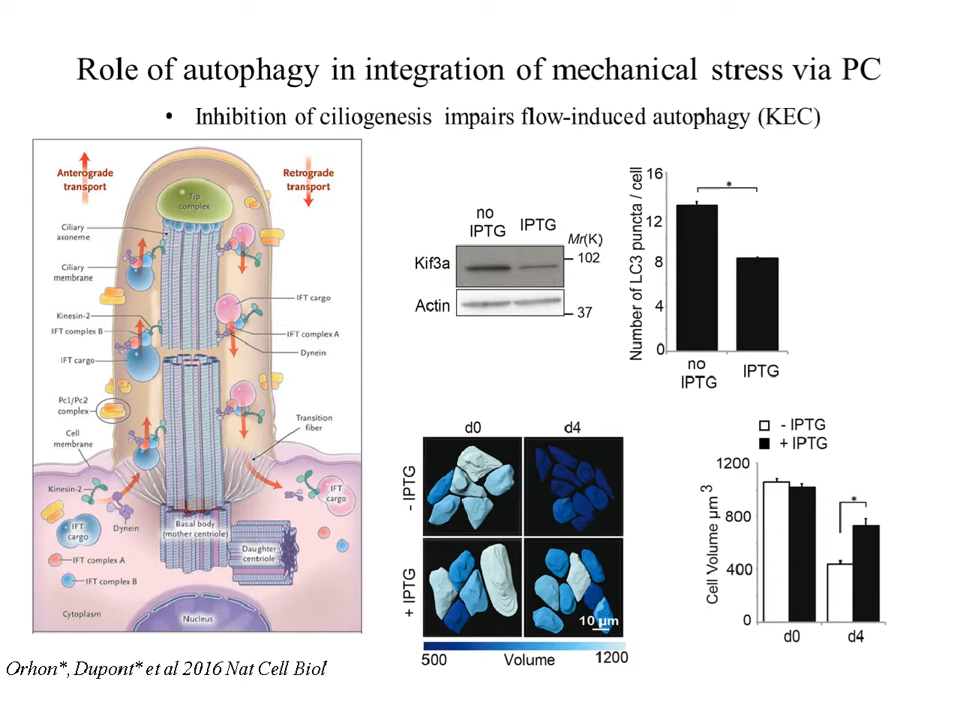 Role of autophagy in integration of mechanical stress via PC
• Inhibition of ciliogenesis impairs flow-induced autophagy (KEC)
Anterograde
transport
Retrograde
transport
Tip
complex
Ciliary
axoneme
Ciliary
membrane
Kinesin-2
IFT complex B
IFT cargo
Pc1/Pc2
complex
Cell
membrane
IFT cargo
IFT complex A
Dynein
Transition
fiber
Kinesin-2
Dynein
IFT
cargo
IFT
cargo
Basal body
(mother centriole)
Daughter
centriole
IFT complex A
IFT complex B
Cytoplasm
Nucleus
no
IPTG
IPTG
Mr(K)
Kif3a
102
Actin
37
Number of LC3 puncta / cell
16
12
8
4
0
*
no
IPTG
IPTG
d0
d4
- IPTG
+ IPTG
10 µm
500
Volume
1200
- IPTG
+ IPTG
Cell Volume µm3
1200
800
400
0
*
d0
d4
Orhon*, Dupont* et al 2016 Nat Cell Biol